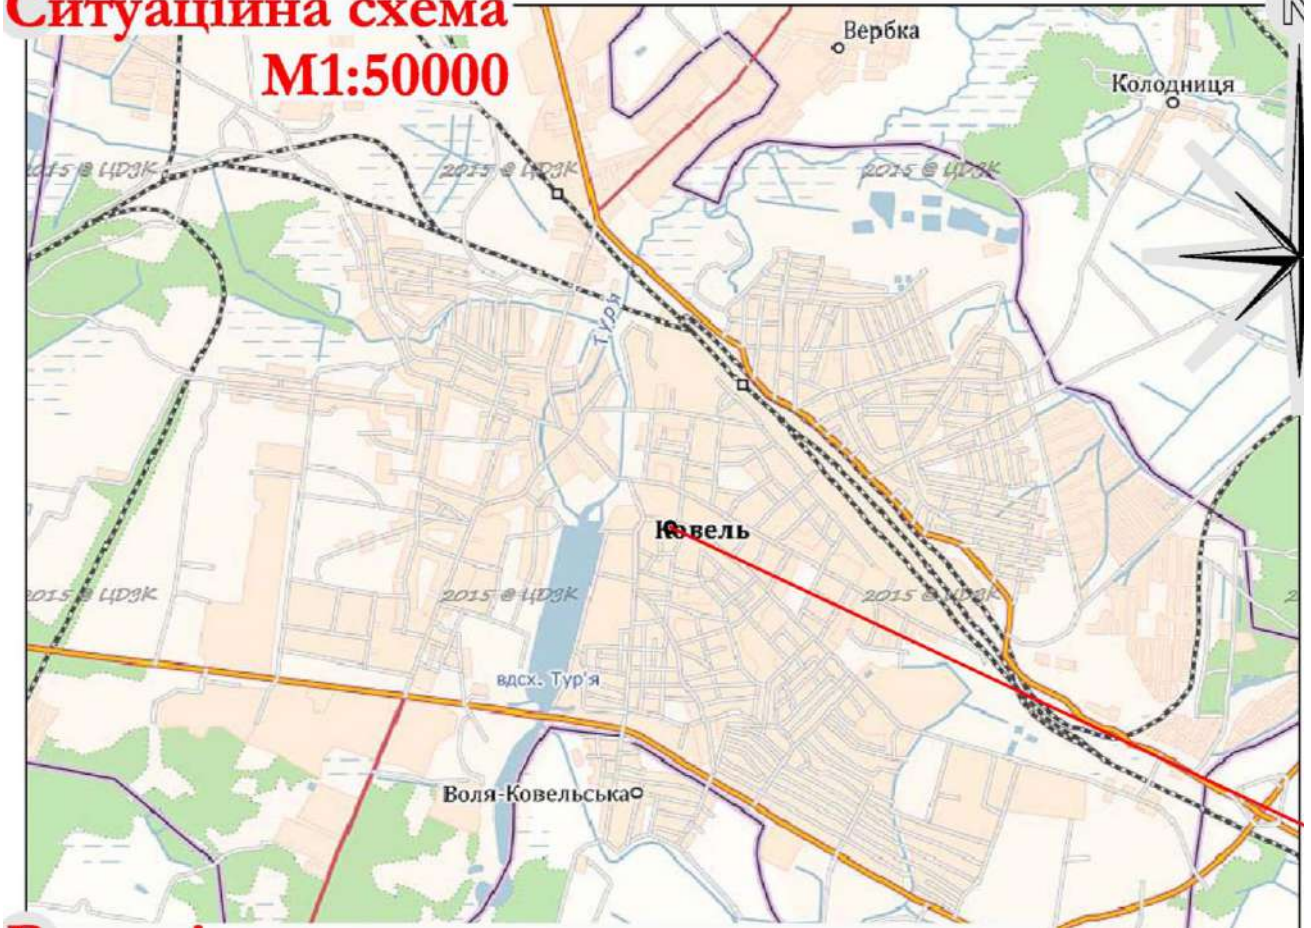 Ситуаційна схема
М1:50000
N
Вербка
Колодниця
2015 @ ЦДЗК
2015 @ ЦДЗК
2015 @ ЦДЗК
Тур'я
Ковель
2015 @ ЦДЗК
2015 @ ЦДЗК
2015 @ ЦДЗК
2
вдсх. Тур'я
Воля-Ковельська